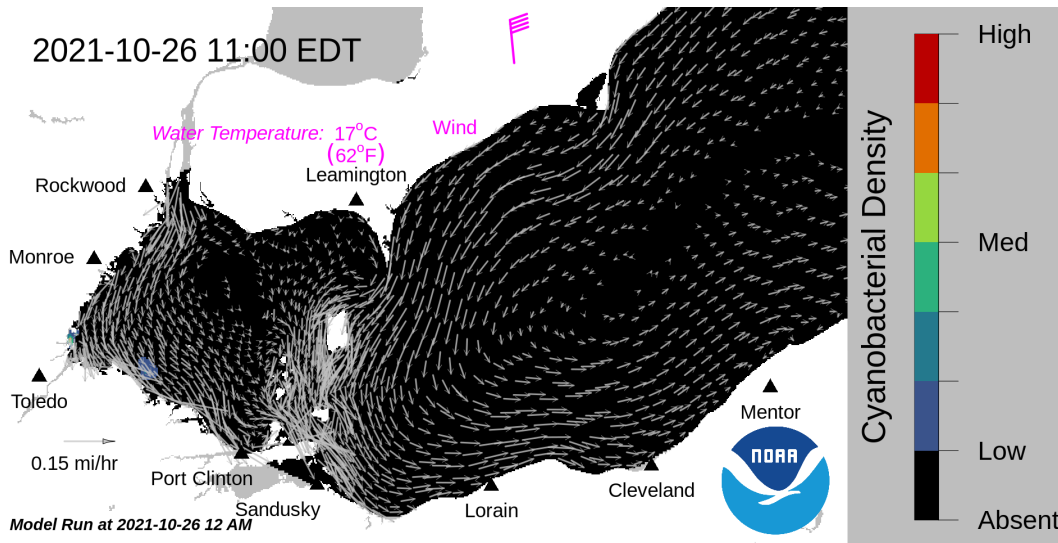 2021-10-26 11:00 EDT
Water Temperature: 17°C
(62°F)
Wind
Leamington
Rockwood
Monroe
Toledo
0.15 mi/hr
Port Clinton
Sandusky
Lorain
Cleveland
Mentor
NOAA
Model Run at 2021-10-26 12 AM
Cyanobacterial Density
High
Med
Low
Absent